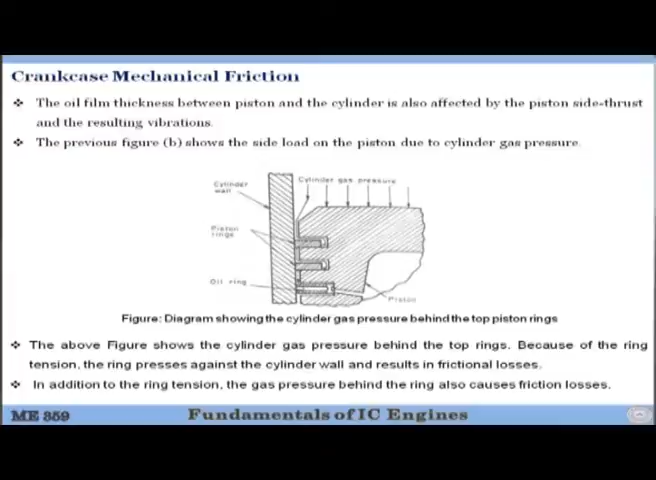 Crankcase Mechanical Friction
❖ The oil film thickness between piston and the cylinder is also affected by the piston side-thrust
and the resulting vibrations.
❖ The previous figure (b) shows the side load on the piston due to cylinder gas pressure.
Cylinder wall
Cylinder gas pressure
Piston rings
Oil ring
Piston
Figure: Diagram showing the cylinder gas pressure behind the top piston rings
❖ The above Figure shows the cylinder gas pressure behind the top rings. Because of the ring
tension, the ring presses against the cylinder wall and results in frictional losses.
❖ In addition to the ring tension, the gas pressure behind the ring also causes friction losses.
ME 359
Fundamentals of IC Engines